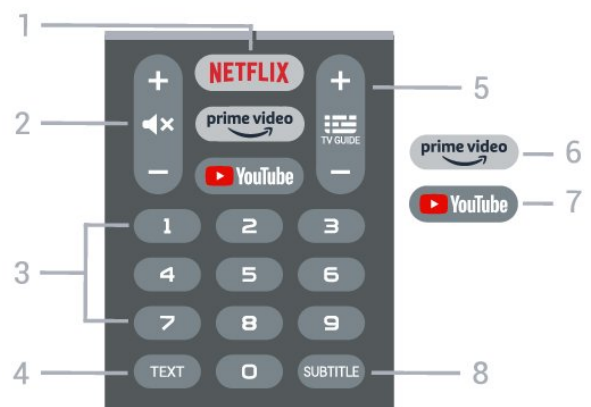 1
NETFLIX
+
+
5
2
prime video
TV GUIDE
prime video
6
−
YouTube
−
YouTube
7
1
2
3
3
4
5
6
7
8
9
4
TEXT
0
SUBTITLE
8